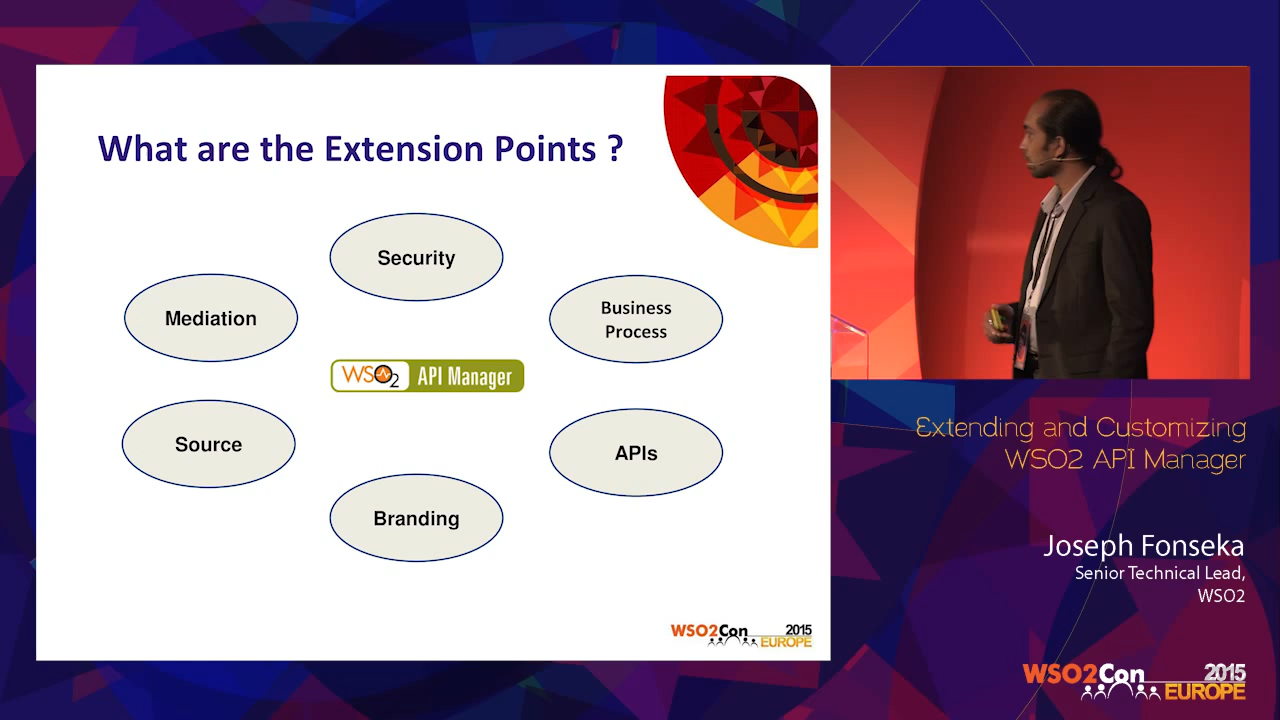 What are the Extension Points ?
Security
Mediation
Business
Process
WSO2 API Manager
Source
APIs
Branding
WSO2Con 2015
EUROPE
Extending and Customizing
WSO2 API Manager
Joseph Fonseka
Senior Technical Lead,
WSO2
WSO2Con 2015
EUROPE